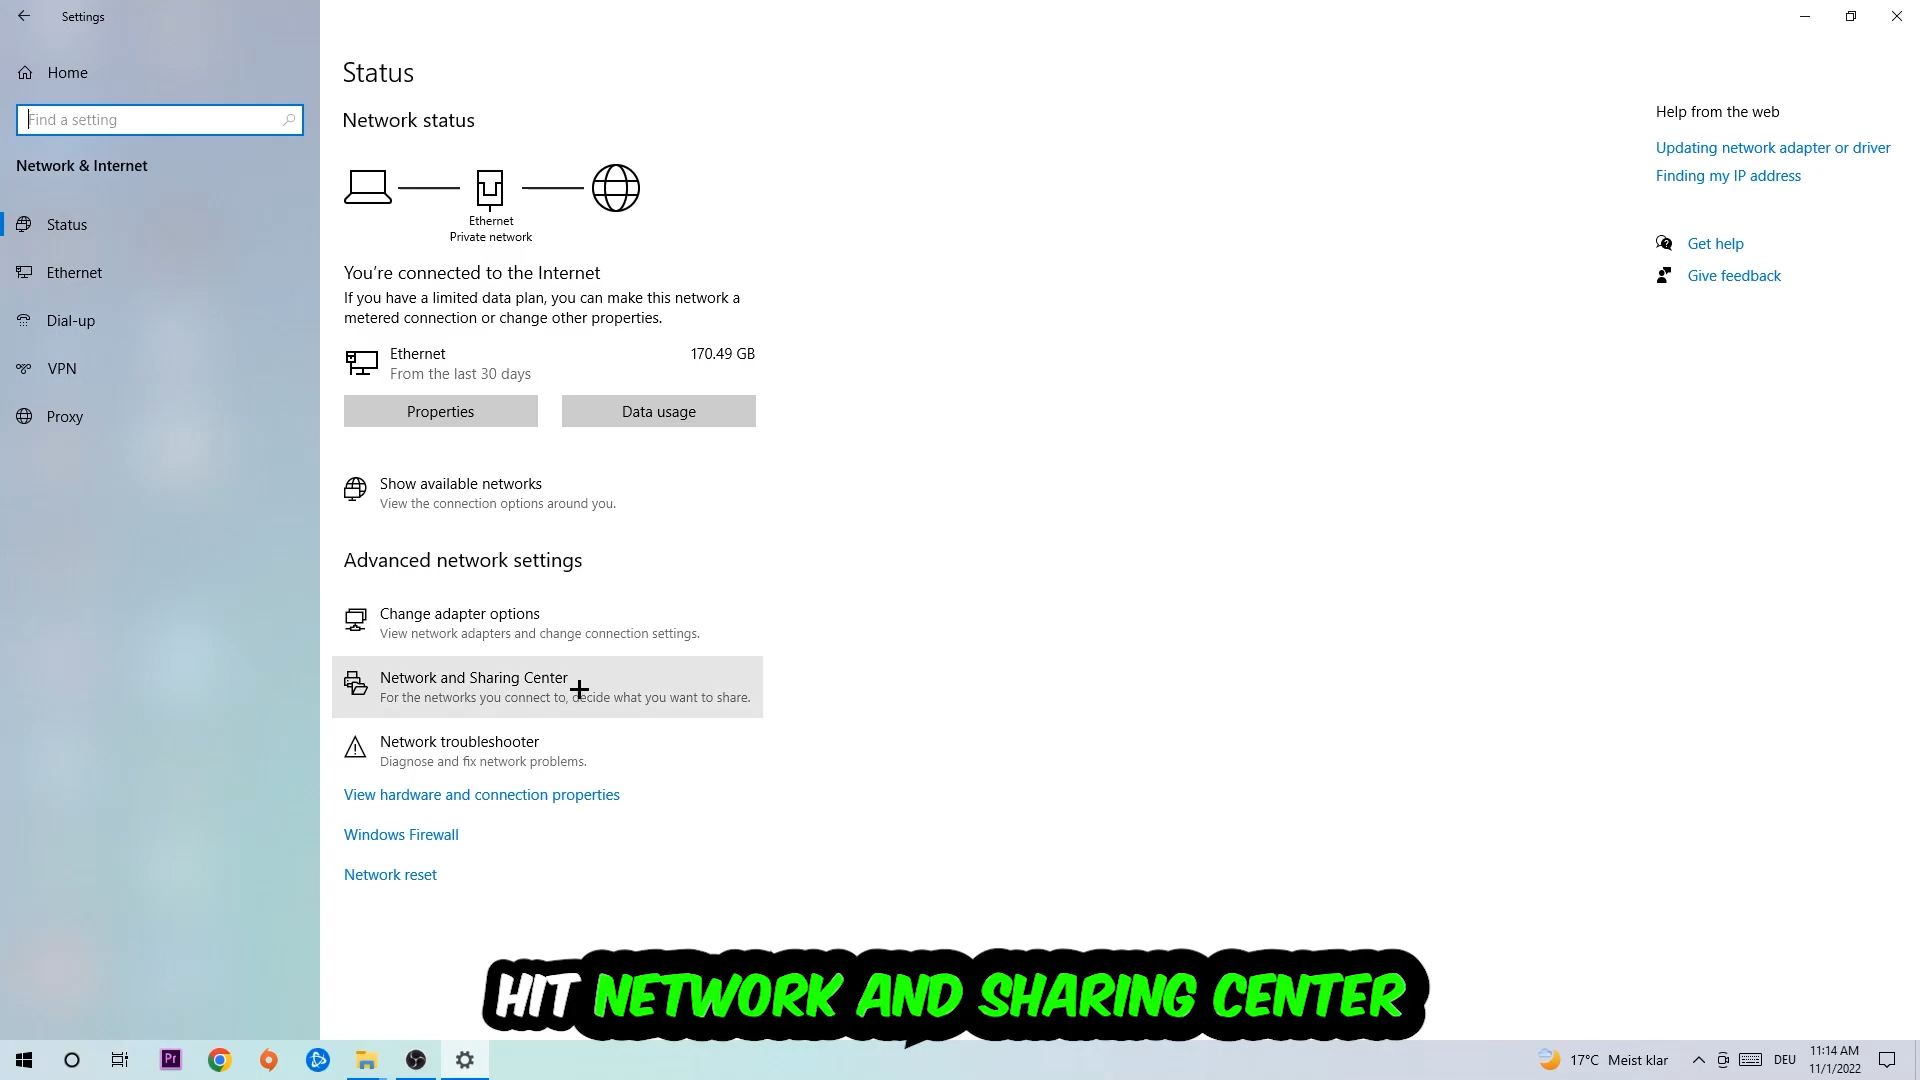 Settings
Home
Find a setting
Network & Internet
Status
Ethernet
Dial-up
VPN
Proxy
Status
Network status
Ethernet
Private network
You're connected to the Internet
If you have a limited data plan, you can make this network a
metered connection or change other properties.
Ethernet
170.49 GB
From the last 30 days
Properties
Data usage
Show available networks
View the connection options around you.
Advanced network settings
Change adapter options
View network adapters and change connection settings.
Network and Sharing Center
For the networks you connect to, decide what you want to share.
Network troubleshooter
Diagnose and fix network problems.
View hardware and connection properties
Windows Firewall
Network reset
Help from the web
Updating network adapter or driver
Finding my IP address
Get help
Give feedback
HIT NETWORK AND SHARING CENTER
Pr
17°C Meist klar
DEU
11:14 AM
11/1/2022